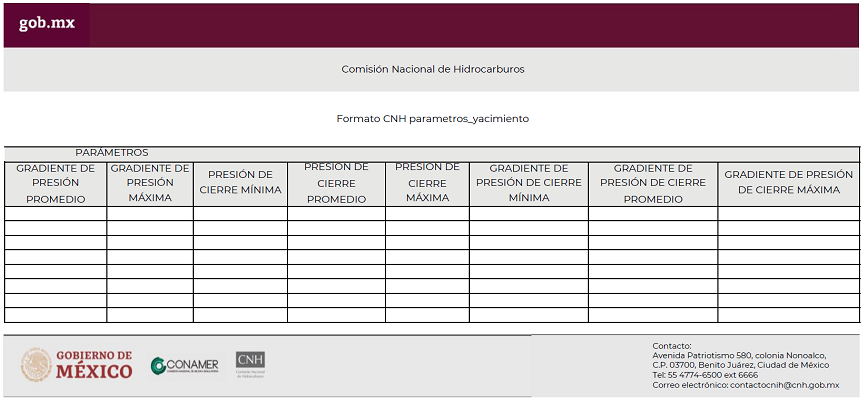 gob.mx
Comisión Nacional de Hidrocarburos
Formato CNH parametros_yacimiento
PARÁMETROS
GRADIENTE DE
PRESIÓN
PROMEDIO
GRADIENTE DE
PRESIÓN
MÁXIMA
PRESIÓN DE
CIERRE MÍNIMA
PRESIÓN DE
CIERRE
PROMEDIO
PRESIÓN DE
CIERRE
MÁXIMA
GRADIENTE DE
PRESIÓN DE CIERRE
MÍNIMA
GRADIENTE DE
PRESIÓN DE CIERRE
PROMEDIO
GRADIENTE DE PRESIÓN
DE CIERRE MÁXIMA
GOBIERNO DE
MÉXICO
CONAMER
CNH
Comisión Nacional
de Hidrocarburos
Contacto:
Avenida Patriotismo 580, colonia Nonoalco,
C.P. 03700, Benito Juárez, Ciudad de México
Tel: 55 4774-6500 ext 6666
Correo electrónico: contactocnih@cnh.gob.mx